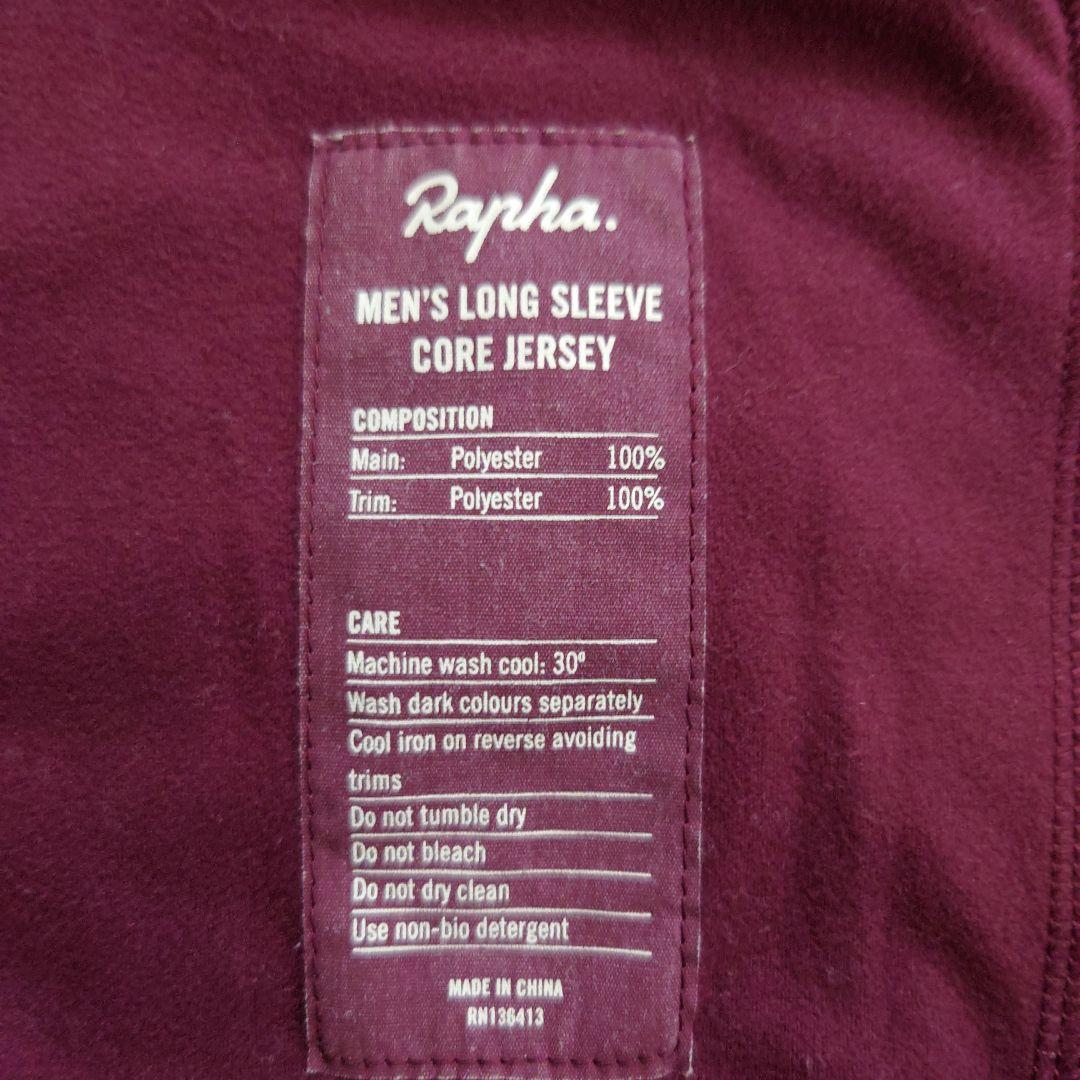 Rapha.
MEN'S LONG SLEEVE
CORE JERSEY
COMPOSITION
Main: Polyester 100%
Trim: Polyester 100%
CARE
Machine wash cool: 30º
Wash dark colours separately
Cool iron on reverse avoiding
trims
Do not tumble dry
Do not bleach
Do not dry clean
Use non-bio detergent
MADE IN CHINA
RN136413